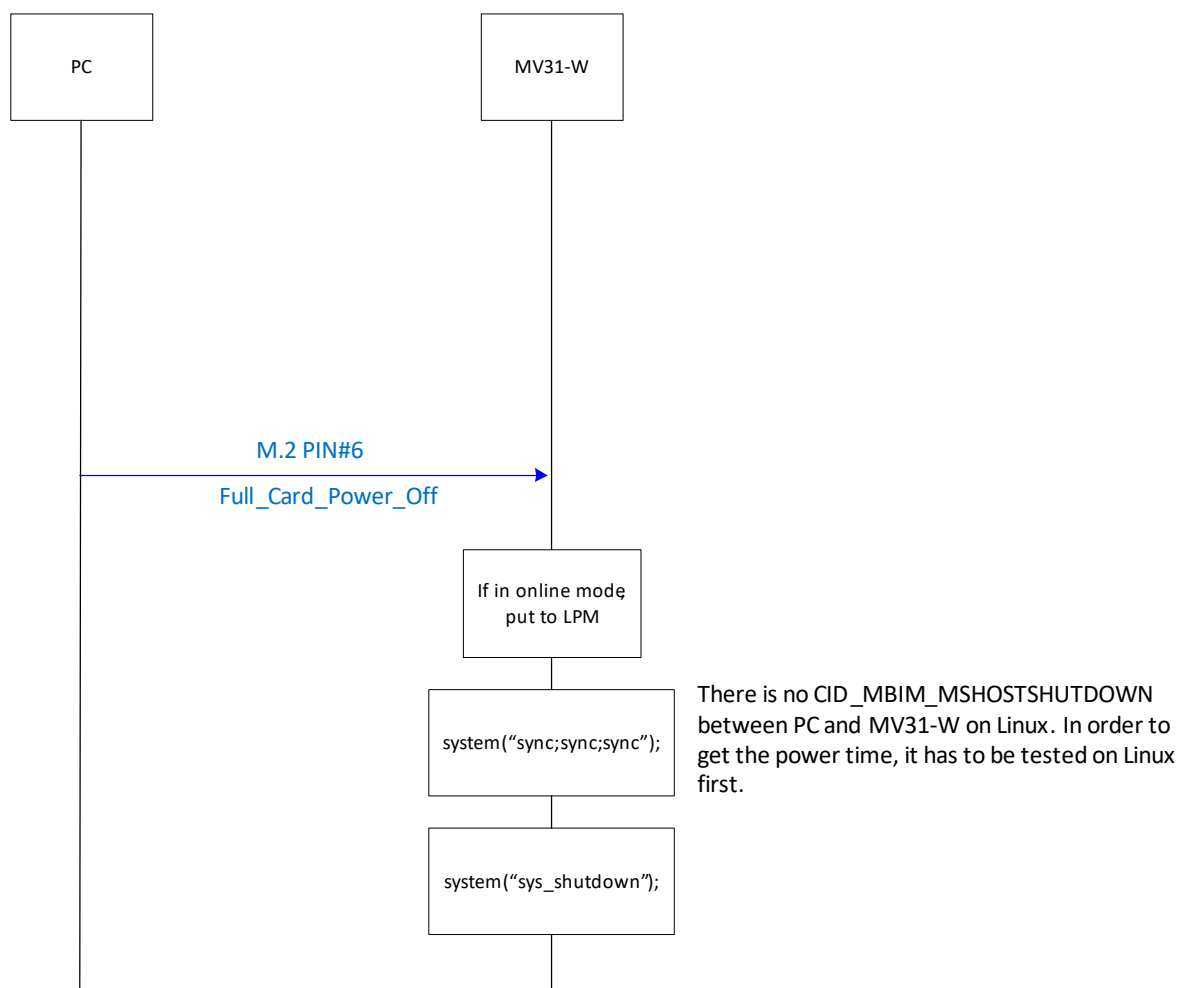 PC
MV31-W
M.2 PIN#6
Full_Card_Power_Off
If in online mode,
put to LPM
There is no CID_MBIM_MSHOSTSHUTDOWN
between PC and MV31-W on Linux. In order to
get the power time, it has to be tested on Linux
first.
system(“sync;sync;sync”);
system(“sys_shutdown”);